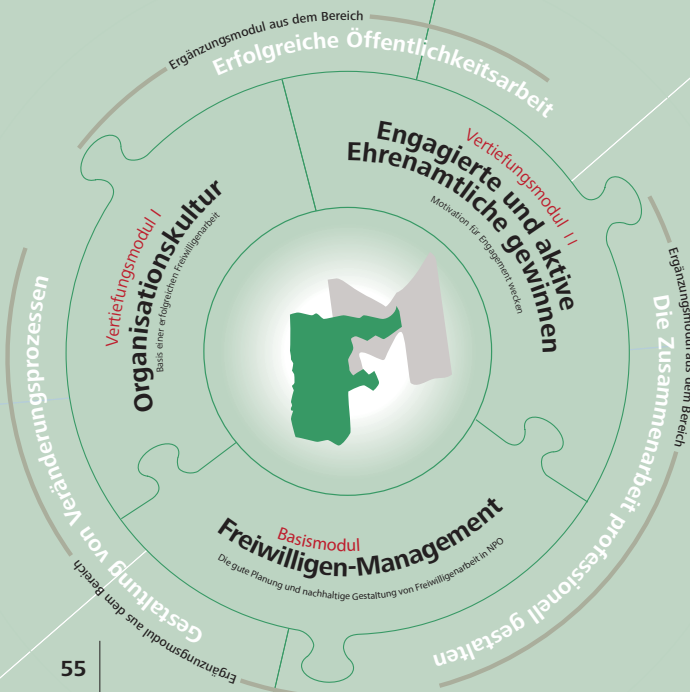 Ergänzungsmodul aus dem Bereich
Erfolgreiche Öffentlichkeitsarbeit
Vertiefungsmodul II
Engagierte und aktive
Ehrenamtliche gewinnen
Motivation für Engagement wecken
Vertiefungsmodul I
Organisationskultur
Basis einer erfolgreichen Freiwilligenarbeit
Basismodul
Freiwilligen-Management
Die gute Planung und nachhaltige Gestaltung von Freiwilligenarbeit in NPO
Ergänzungsmodul aus dem Bereich
Die Zusammenarbeit professionell gestalten
Ergänzungsmodul aus dem Bereich
Gestaltung von Veränderungsprozessen
55